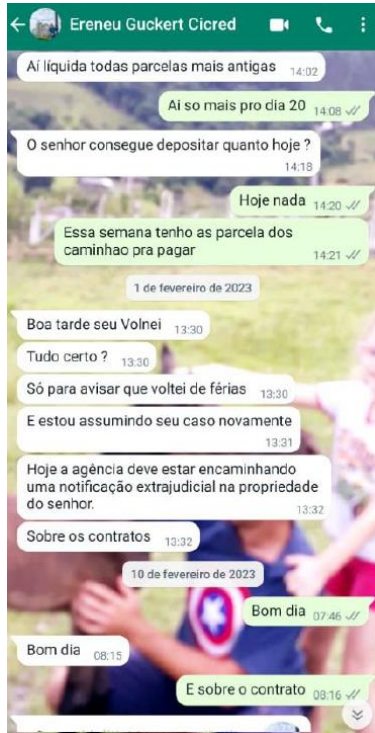 Ereneu Guckert Cicred
Aí líquida todas parcelas mais antigas 14:02
Ai so mais pro dia 20 14:08
O senhor consegue depositar quanto hoje ?
14:18
Hoje nada 14:20
Essa semana tenho as parcela dos
caminhao pra pagar
14:21
1 de fevereiro de 2023
Boa tarde seu Volnei 13:30
Tudo certo ? 13:30
Só para avisar que voltei de férias 13:30
E estou assumindo seu caso novamente
13:31
Hoje a agência deve estar encaminhando
uma notificação extrajudicial na propriedade
do senhor.
13:32
Sobre os contratos 13:32
10 de fevereiro de 2023
Bom dia 07:46
Bom dia 08:15
E sobre o contrato 08:16